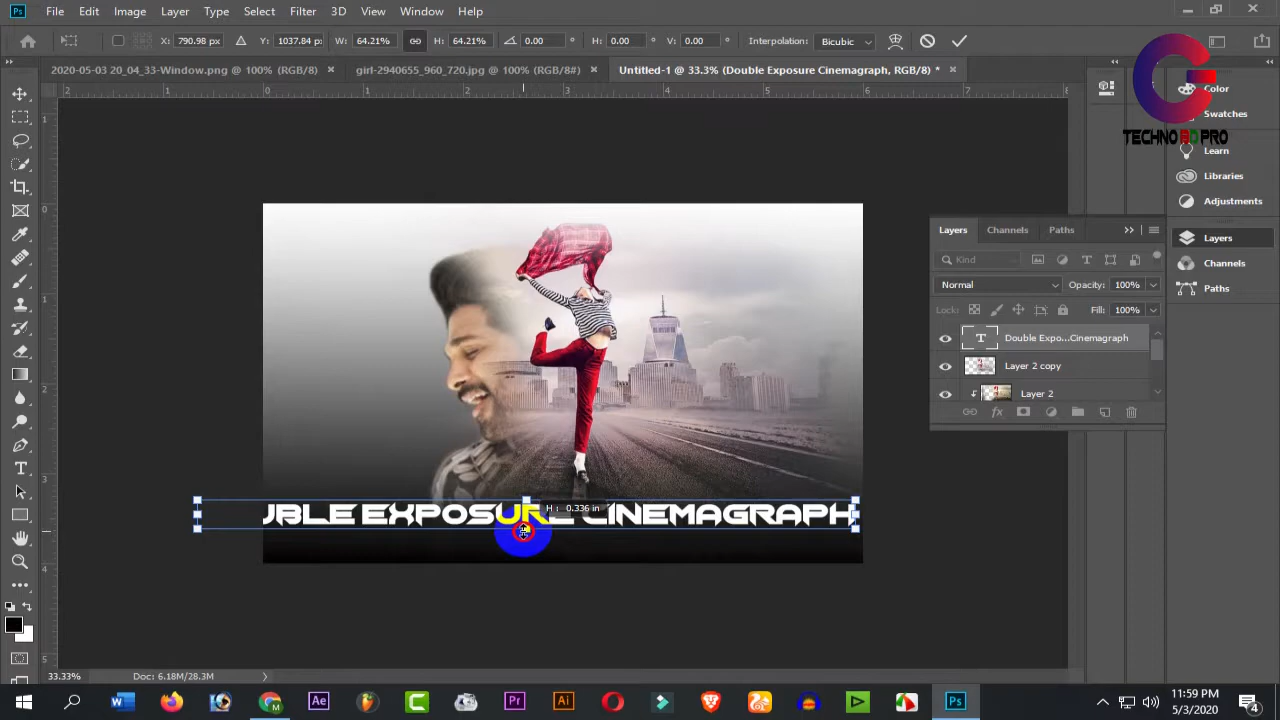 Ps File Edit Image Layer Type Select Filter 3D View Window Help
X: 790.98 px Y: 1037.84 px W: 64.21% H: 64.21% 0.00 ° H: 0.00 ° V: 0.00 ° Interpolation: Bicubic
2020-05-03 20_04_33-Window.png @ 100% (RGB/8) girl-2940655_960_720.jpg @ 100% (RGB/8#) Untitled-1 @ 33.3% (Double Exposure Cinemagraph, RGB/8) *
TECHNO BD PRO
Color
Swatches
Learn
Libraries
Adjustments
Layers
Channels
Paths
Layers Channels Paths
Kind
Normal Opacity: 100%
Lock: Fill: 100%
T Double Expo...Cinemagraph
Layer 2 copy
Layer 2
H : 0.336 in
UBLE EXPOSURE CINEMAGRAPH
33.33% Doc: 6.18M/28.3M
11:59 PM
5/3/2020
4